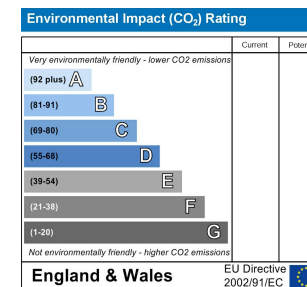 Environmental Impact (CO₂) Rating
Current
Very environmentally friendly - lower CO2 emissions
(92 plus) A
(81-91) B
(69-80) C
(55-68) D
(39-54) E
(21-38) F
(1-20) G
Not environmentally friendly - higher CO2 emissions
England & Wales
EU Directive
2002/91/EC